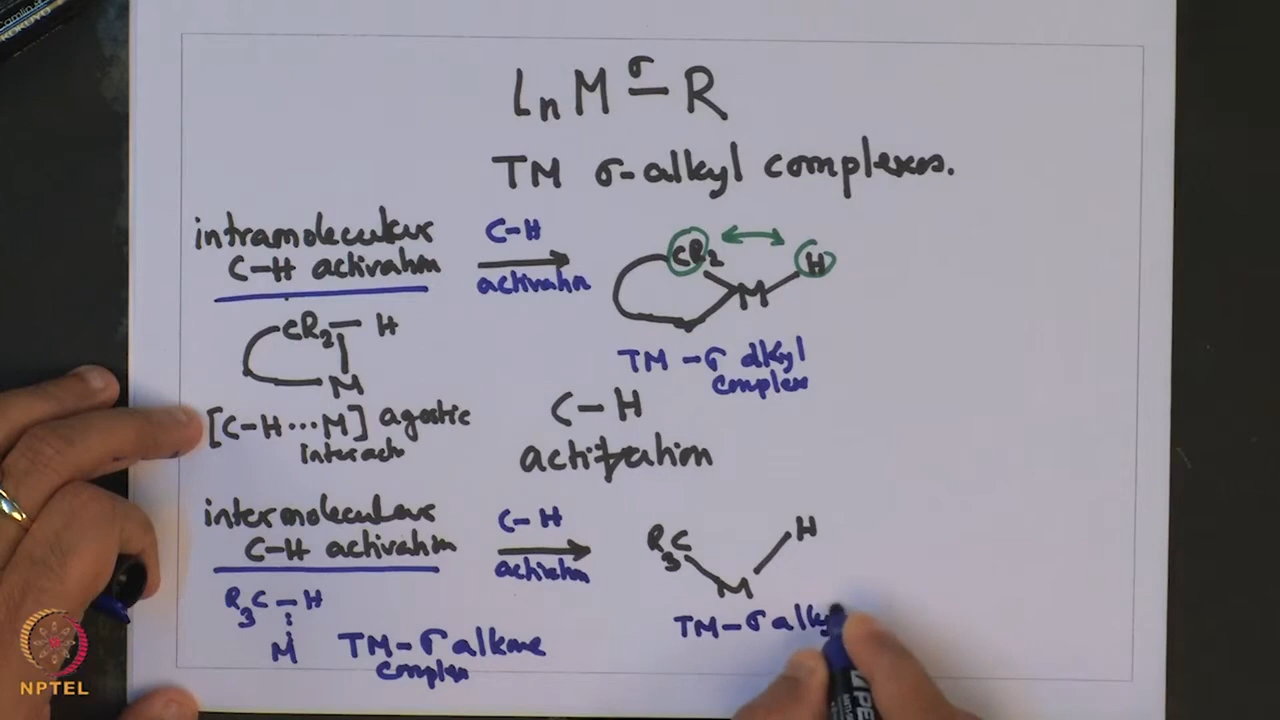 LnM σ— R
TM σ-alkyl complexes.
intramolecular
C-H activation
C-H
activation
CR2
H
M
TM-σ alkyl
complex
CR2 — H
M
[C-H···M] agostic
interactn
C-H
activation
intermolecular
C-H activation
C-H
activation
R3C
H
M
TM-σ alky
R3C-H
M
TM-σ alkane
complex
NPTEL